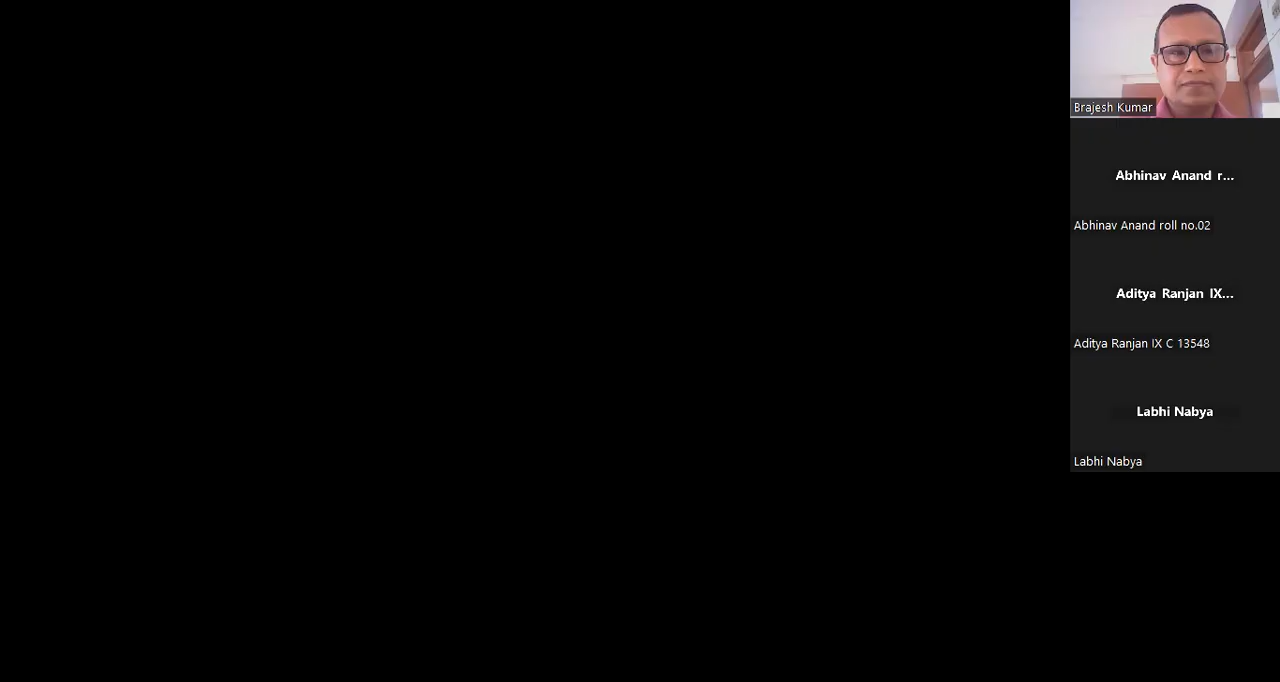 Brajesh Kumar
Abhinav Anand r...
Abhinav Anand roll no.02
Aditya Ranjan IX...
Aditya Ranjan IX C 13548
Labhi Nabya
Labhi Nabya